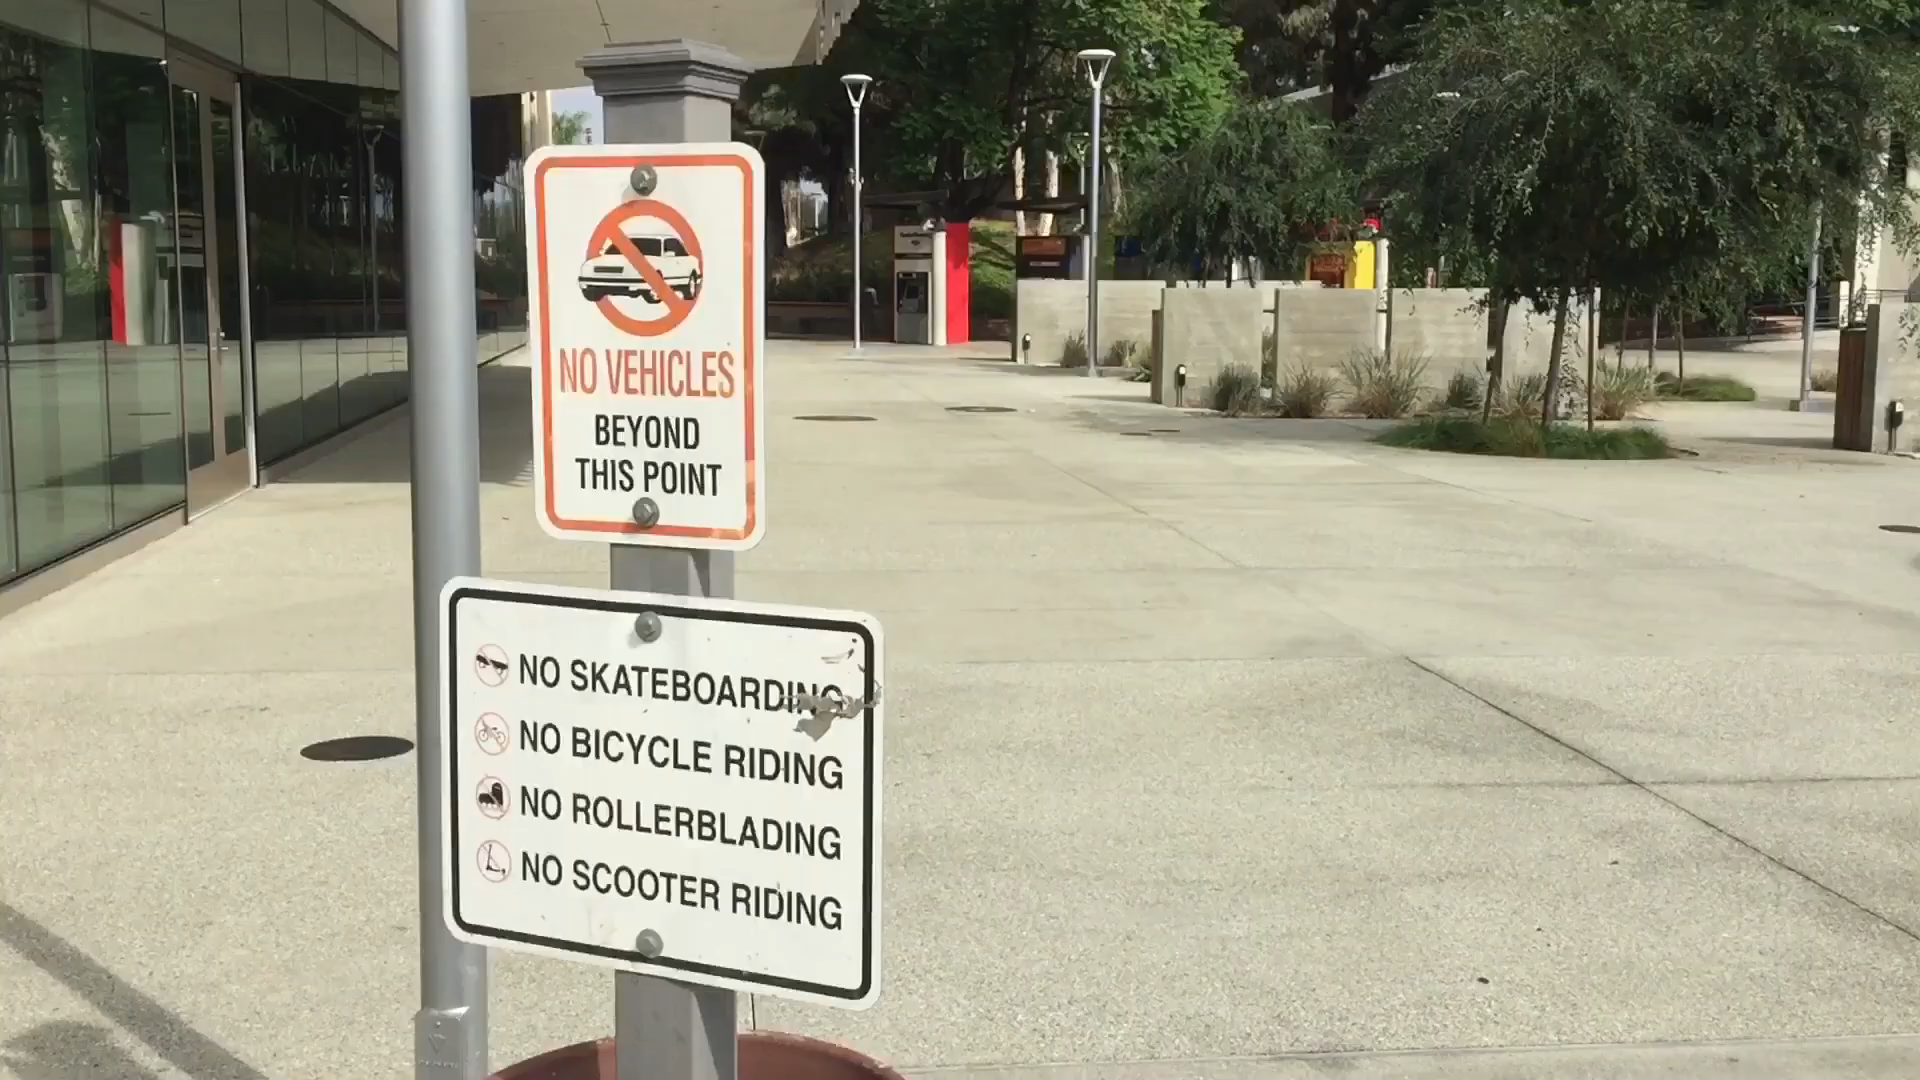 NO VEHICLES
BEYOND
THIS POINT
NO SKATEBOARDING
NO BICYCLE RIDING
NO ROLLERBLADING
NO SCOOTER RIDING